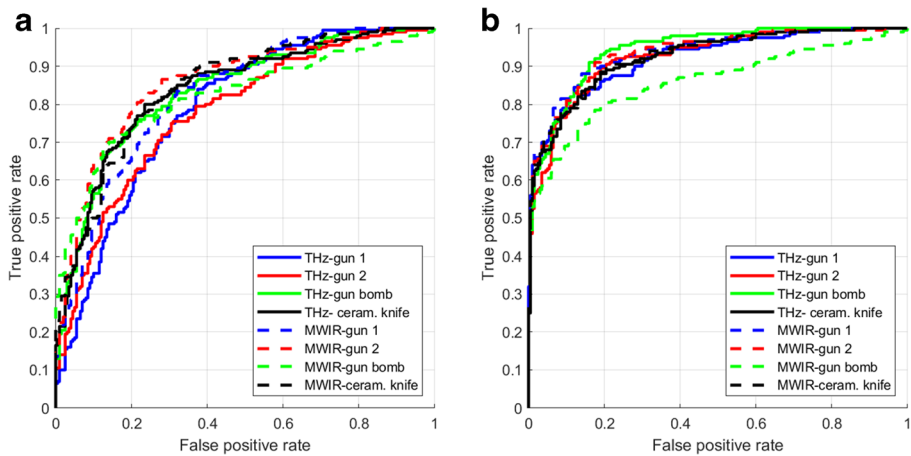 a
1
0.9
0.8
0.7
0.6
0.5
0.4
0.3
0.2
0.1
0
True positive rate
THz-gun 1
THz-gun 2
THz-gun bomb
THz- ceram. knife
MWIR-gun 1
MWIR-gun 2
MWIR-gun bomb
MWIR-ceram. knife
0 0.2 0.4 0.6 0.8 1
False positive rate
b
1
0.9
0.8
0.7
0.6
0.5
0.4
0.3
0.2
0.1
0
True positive rate
THz-gun 1
THz-gun 2
THz-gun bomb
THz- ceram. knife
MWIR-gun 1
MWIR-gun 2
MWIR-gun bomb
MWIR-ceram. knife
0 0.2 0.4 0.6 0.8 1
False positive rate